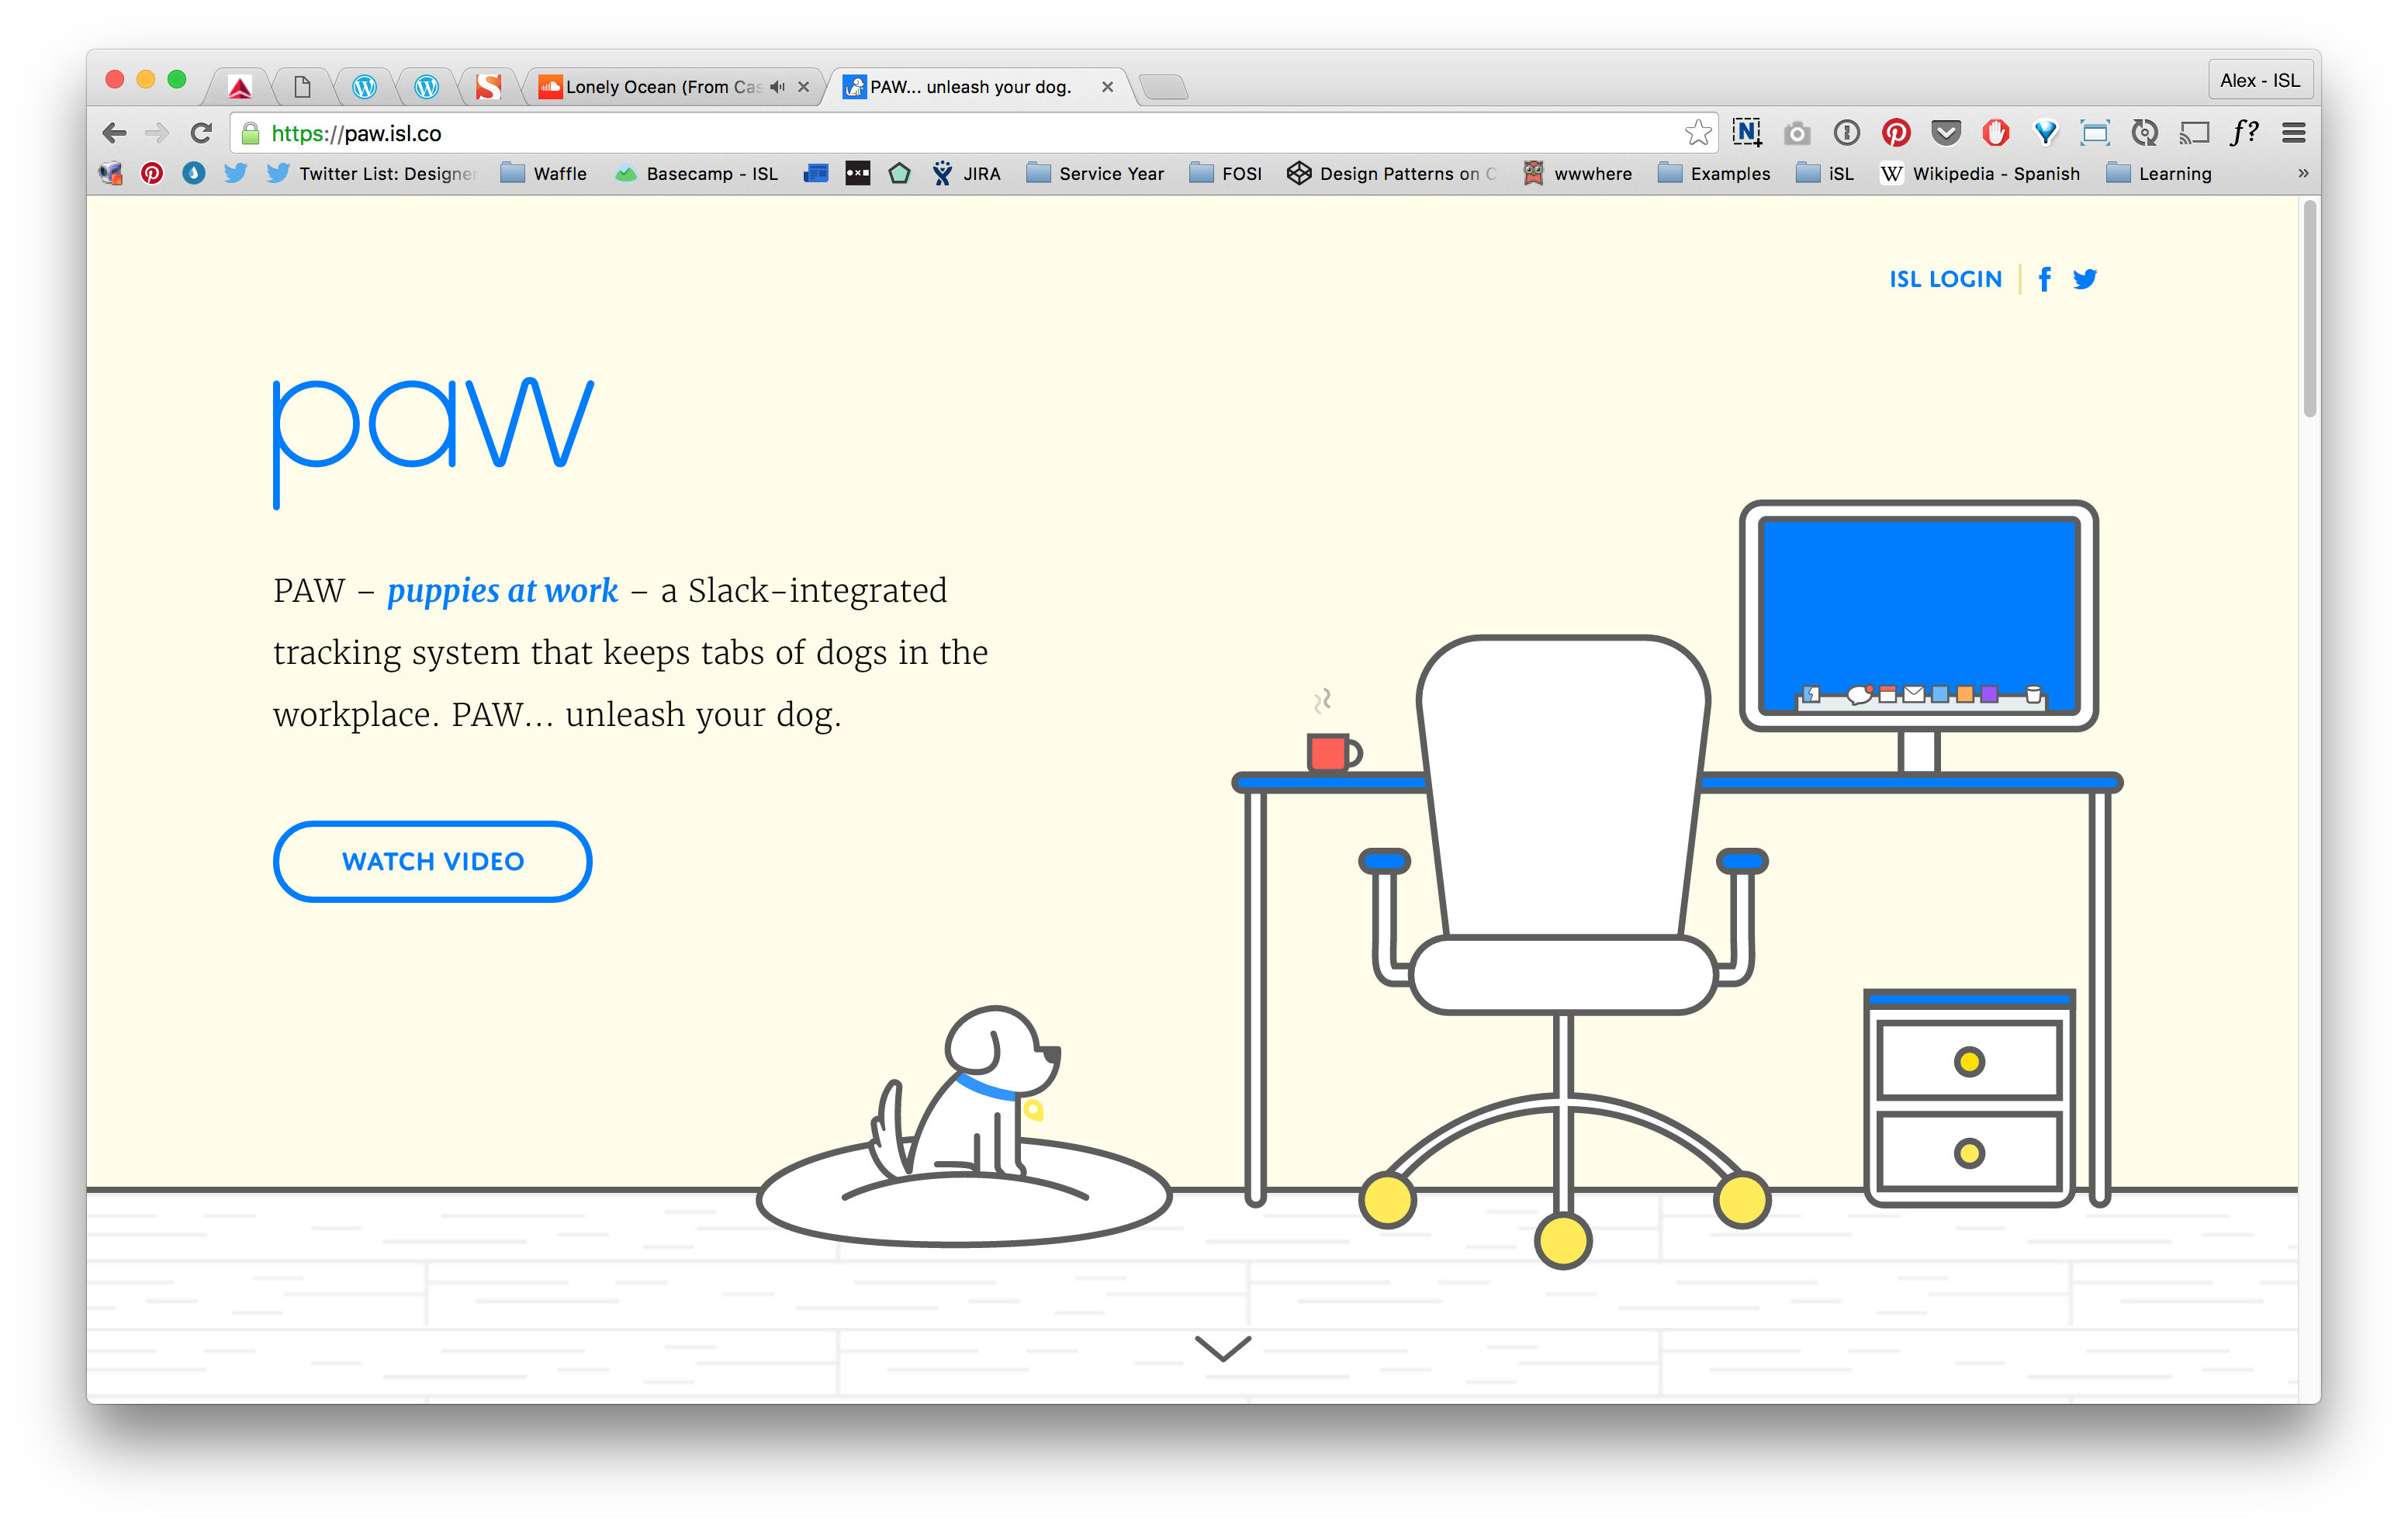 Lonely Ocean (From Cas
PAW... unleash your dog.
Alex - ISL
https://paw.isl.co
N
f?
Twitter List: Designer
Waffle
Basecamp - ISL
JIRA
Service Year
FOSI
Design Patterns on C
wwwhere
Examples
iSL
W Wikipedia - Spanish
Learning
»
ISL LOGIN
paw
PAW – puppies at work – a Slack-integrated
tracking system that keeps tabs of dogs in the
workplace. PAW... unleash your dog.
WATCH VIDEO